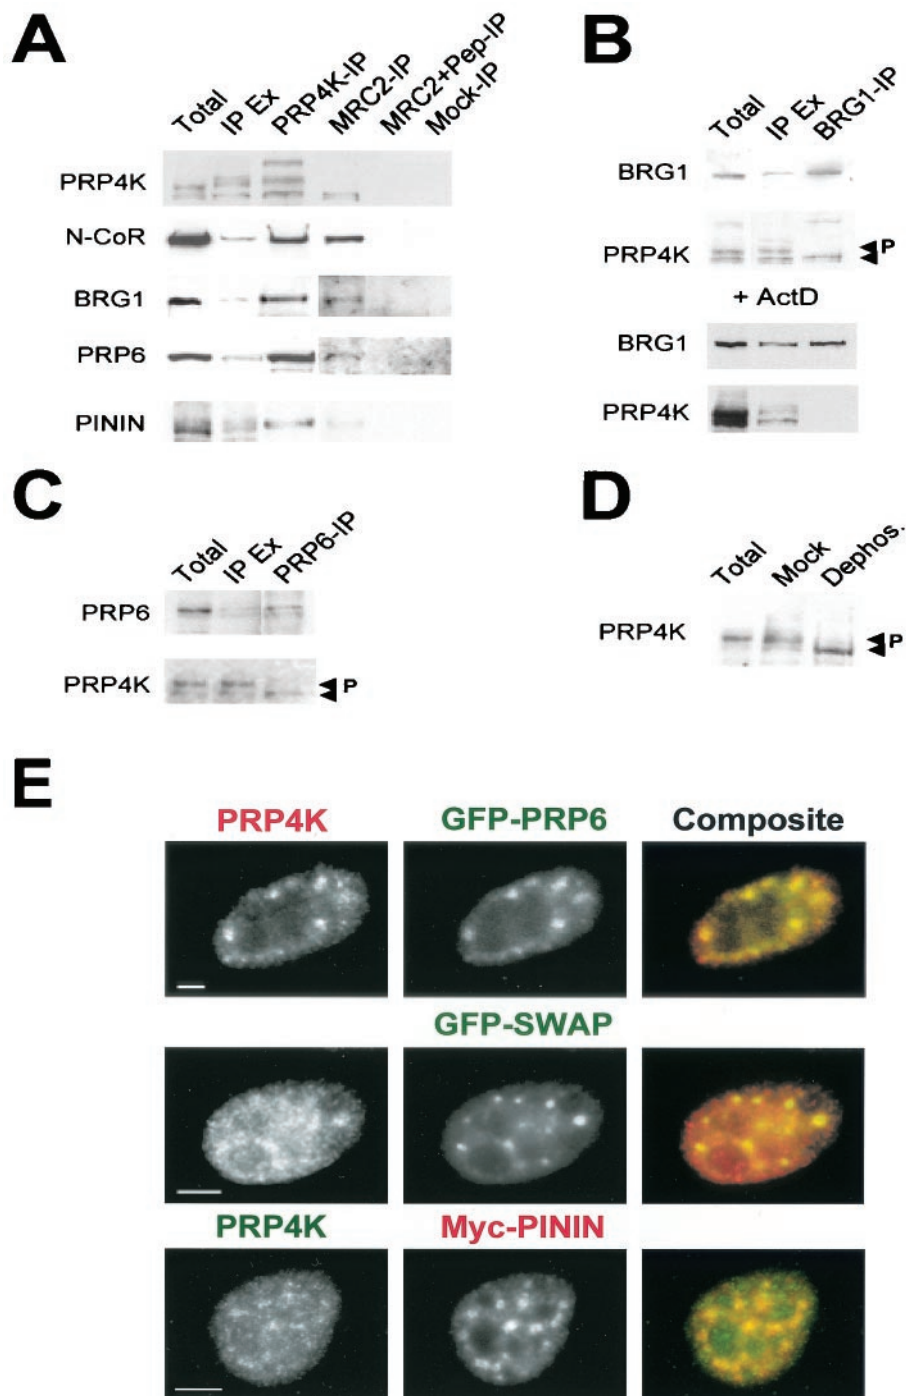 A
Total IP Ex PRP4K-IP MRC2-IP MRC2+Pep-IP Mock-IP
PRP4K
N-CoR
BRG1
PRP6
PININ
B
Total IP Ex BRG1-IP
BRG1
PRP4K P
+ ActD
BRG1
PRP4K
C
Total IP Ex PRP6-IP
PRP6
PRP4K P
D
Total Mock Dephos.
PRP4K P
E
PRP4K GFP-PRP6 Composite
GFP-SWAP
PRP4K Myc-PININ